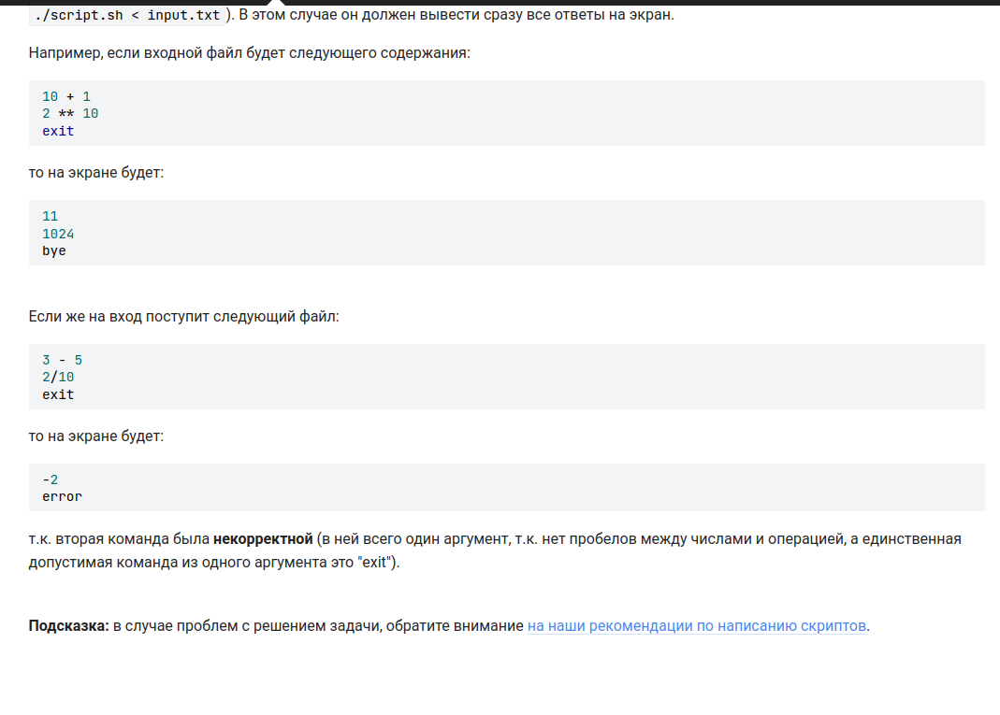 ./script.sh < input.txt ). В этом случае он должен вывести сразу все ответы на экран.
Например, если входной файл будет следующего содержания:
10 + 1
2 ** 10
exit
то на экране будет:
11
1024
bye
Если же на вход поступит следующий файл:
3 - 5
2/10
exit
то на экране будет:
-2
error
т.к. вторая команда была некорректной (в ней всего один аргумент, т.к. нет пробелов между числами и операцией, а единственная
допустимая команда из одного аргумента это "exit").
Подсказка: в случае проблем с решением задачи, обратите внимание на наши рекомендации по написанию скриптов.